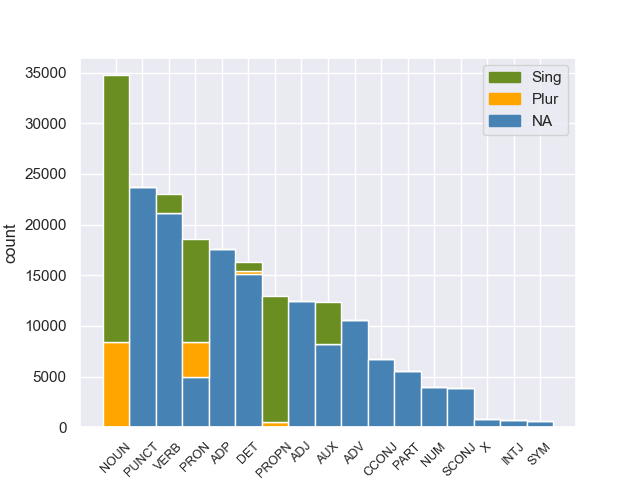 Sing
Plur
NA
count
35000
30000
25000
20000
15000
10000
5000
0
NOUN
PUNCT
VERB
PRON
ADP
DET
PROPN
ADJ
AUX
ADV
CCONJ
PART
NUM
SCONJ
X
INTJ
SYM